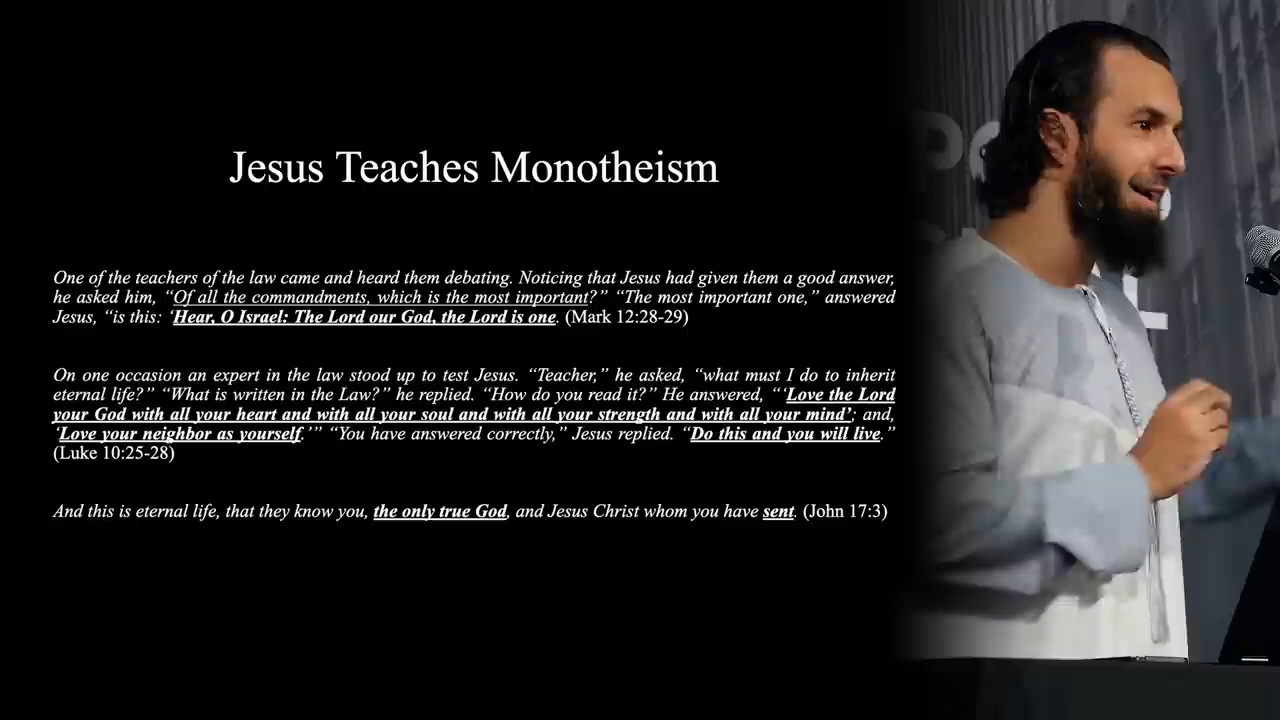 Jesus Teaches Monotheism
One of the teachers of the law came and heard them debating. Noticing that Jesus had given them a good answer,
he asked him, “Of all the commandments, which is the most important?” “The most important one,” answered
Jesus, “is this: ‘Hear, O Israel: The Lord our God, the Lord is one. (Mark 12:28-29)
On one occasion an expert in the law stood up to test Jesus. “Teacher,” he asked, “what must I do to inherit
eternal life?” “What is written in the Law?” he replied. “How do you read it?” He answered, “‘Love the Lord
your God with all your heart and with all your soul and with all your strength and with all your mind’; and,
‘Love your neighbor as yourself.’” “You have answered correctly,” Jesus replied. “Do this and you will live.”
(Luke 10:25-28)
And this is eternal life, that they know you, the only true God, and Jesus Christ whom you have sent. (John 17:3)